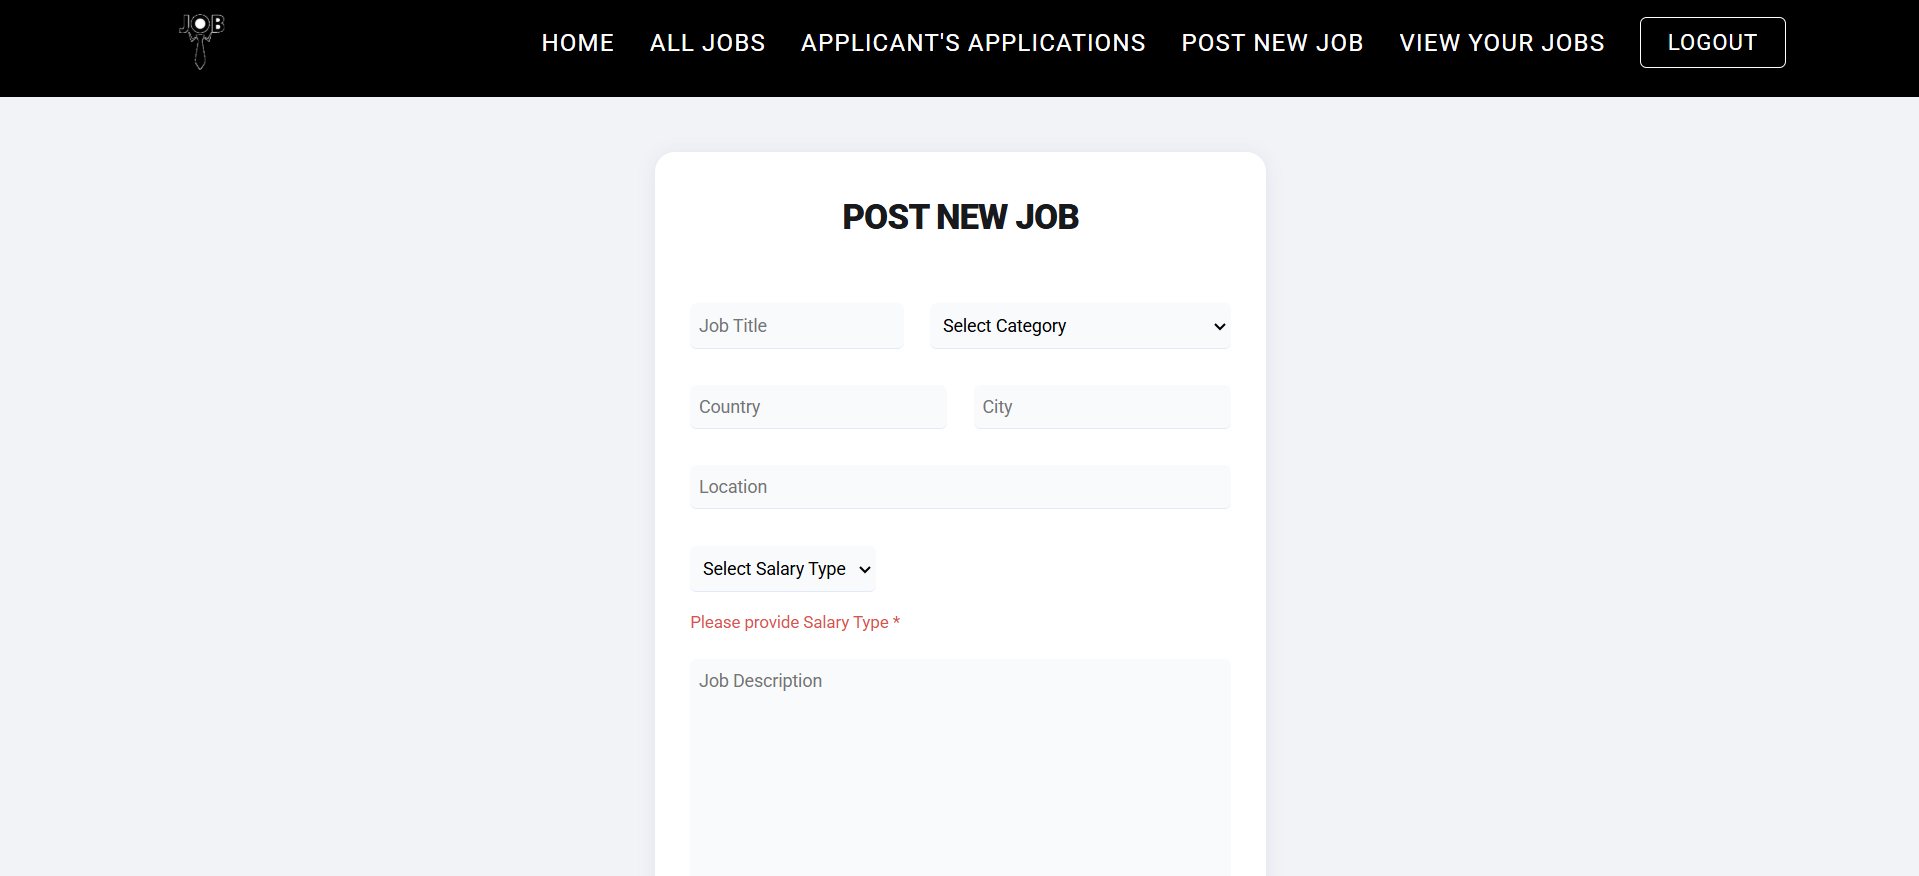 JOB
HOME ALL JOBS APPLICANT'S APPLICATIONS POST NEW JOB VIEW YOUR JOBS LOGOUT
POST NEW JOB
Job Title Select Category
Country City
Location
Select Salary Type
Please provide Salary Type *
Job Description